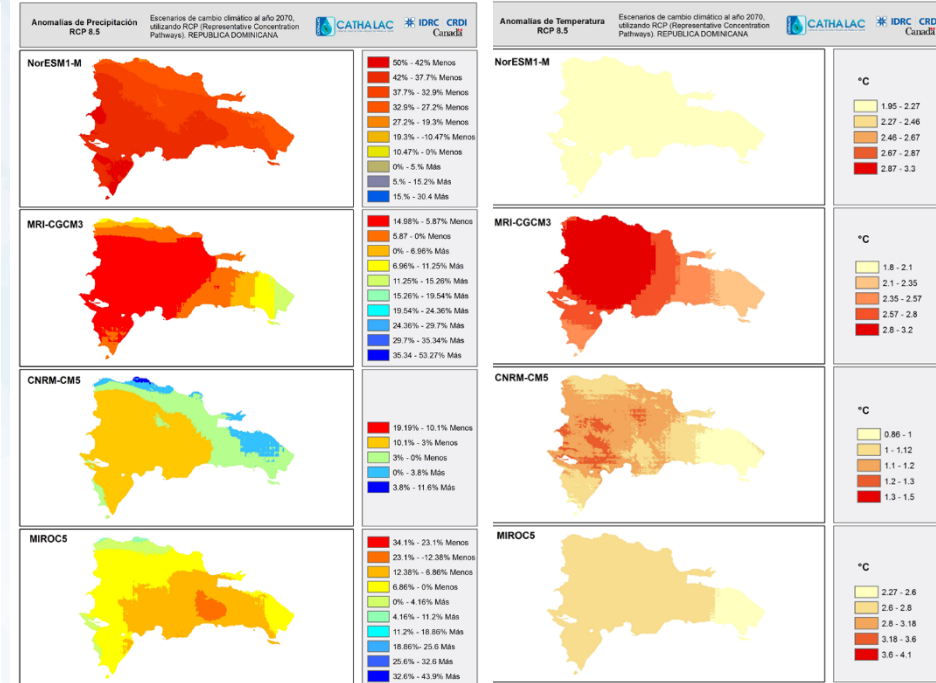 Anomalías de Precipitación
RCP 8.5
Escenarios de cambio climático al año 2070,
utilizando RCP (Representative Concentration
Pathways). REPUBLICA DOMINICANA
CATHALAC
IDRC CRDI
Canada
NorESM1-M
50% - 42% Menos
42% - 37.7% Menos
37.7% - 32.9% Menos
32.9% - 27.2% Menos
27.2% - 19.3% Menos
19.3% - -10.47% Menos
10.47% - 0% Menos
0% - 5.% Más
5.% - 15.2% Más
15.% - 30.4 Más
MRI-CGCM3
14.98% - 5.87% Menos
5.87 - 0% Menos
0% - 6.96% Más
6.96% - 11.25% Más
11.25% - 15.26% Más
15.26% - 19.54% Más
19.54% - 24.36% Más
24.36% - 29.7% Más
29.7% - 35.34% Más
35.34 - 53.27% Más
CNRM-CM5
19.19% - 10.1% Menos
10.1% - 3% Menos
3% - 0% Menos
0% - 3.8% Más
3.8% - 11.6% Más
MIROC5
34.1% - 23.1% Menos
23.1% - -12.38% Menos
12.38% - 6.86% Menos
6.86% - 0% Menos
0% - 4.16% Más
4.16% - 11.2% Más
11.2% - 18.86% Más
18.86%- 25.6 Más
25.6% - 32.6 Más
32.6% - 43.9% Más
Anomalías de Temperatura
RCP 8.5
Escenarios de cambio climático al año 2070,
utilizando RCP (Representative Concentration
Pathways). REPUBLICA DOMINICANA
CATHALAC
IDRC CRD
Canada
NorESM1-M
°C
1.95 - 2.27
2.27 - 2.46
2.46 - 2.67
2.67 - 2.87
2.87 - 3.3
MRI-CGCM3
°C
1.8 - 2.1
2.1 - 2.35
2.35 - 2.57
2.57 - 2.8
2.8 - 3.2
CNRM-CM5
°C
0.86 - 1
1 - 1.12
1.1 - 1.2
1.2 - 1.3
1.3 - 1.5
MIROC5
°C
2.27 - 2.6
2.6 - 2.8
2.8 - 3.18
3.18 - 3.6
3.6 - 4.1